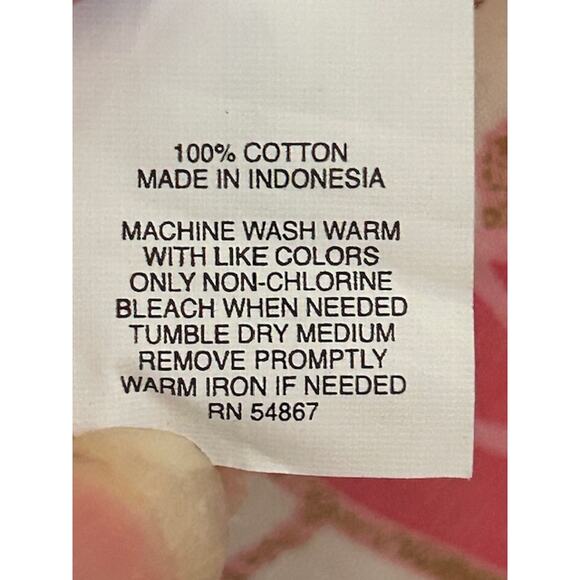 100% COTTON
MADE IN INDONESIA
MACHINE WASH WARM
WITH LIKE COLORS
ONLY NON-CHLORINE
BLEACH WHEN NEEDED
TUMBLE DRY MEDIUM
REMOVE PROMPTLY
WARM IRON IF NEEDED
RN 54867